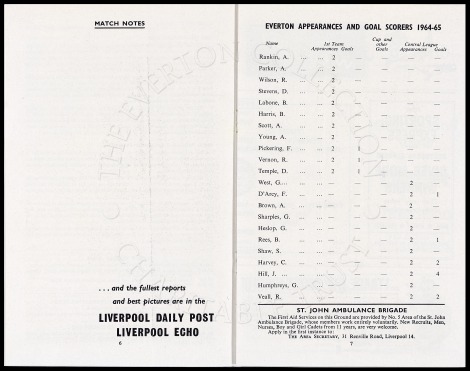 MATCH NOTES
. . . and the fullest reports
and best pictures are in the
LIVERPOOL DAILY POST
LIVERPOOL ECHO
6
EVERTON APPEARANCES AND GOAL SCORERS 1964-65
Name 1st Team Appearances Goals Cup and other Goals Central League Appearances Goals
Rankin, A. ... ... 2 — — — —
Parker, A. ... ... 2 — — — —
Wilson, R. ... ... 2 — — — —
Stevens, D. ... ... 2 — — — —
Labone, B. ... ... 2 — — — —
Harris, B. ... ... 2 — — — —
Scott, A. ... ... 2 — — — —
Young, A. ... ... 2 — — — —
Pickering, F. ... ... 2 1 — — —
Vernon, R. ... ... 2 1 — — —
Temple, D. ... ... 2 1 — — —
West, G.... ... ... — — — 2 —
D'Arcy, F. ... ... — — — 2 1
Brown, A. ... ... — — — 2 —
Sharples, G. ... ... — — — 2 —
Heslop, G. ... ... — — — 2 —
Rees, B. ... ... — — — 2 1
Shaw, S. ... ... — — — 2 —
Harvey, C. ... ... — — — 2 2
Hill, J. ... ... ... — — — 2 4
Humphreys, G. ... — — — 2 —
Veall, R. ... ... — — — 2 2
ST. JOHN AMBULANCE BRIGADE
The First Aid Services on this Ground are provided by No. 5 Area of the St. John
Ambulance Brigade, whose members work entirely voluntarily. New Recruits, Men,
Nurses, Boy and Girl Cadets from 11 years, are very welcome.
Apply in the first instance to:
THE AREA SECRETARY, 31 Renville Road, Liverpool 14.
7
THE EVERTON COLLECTION
CHARITABLE TRUST